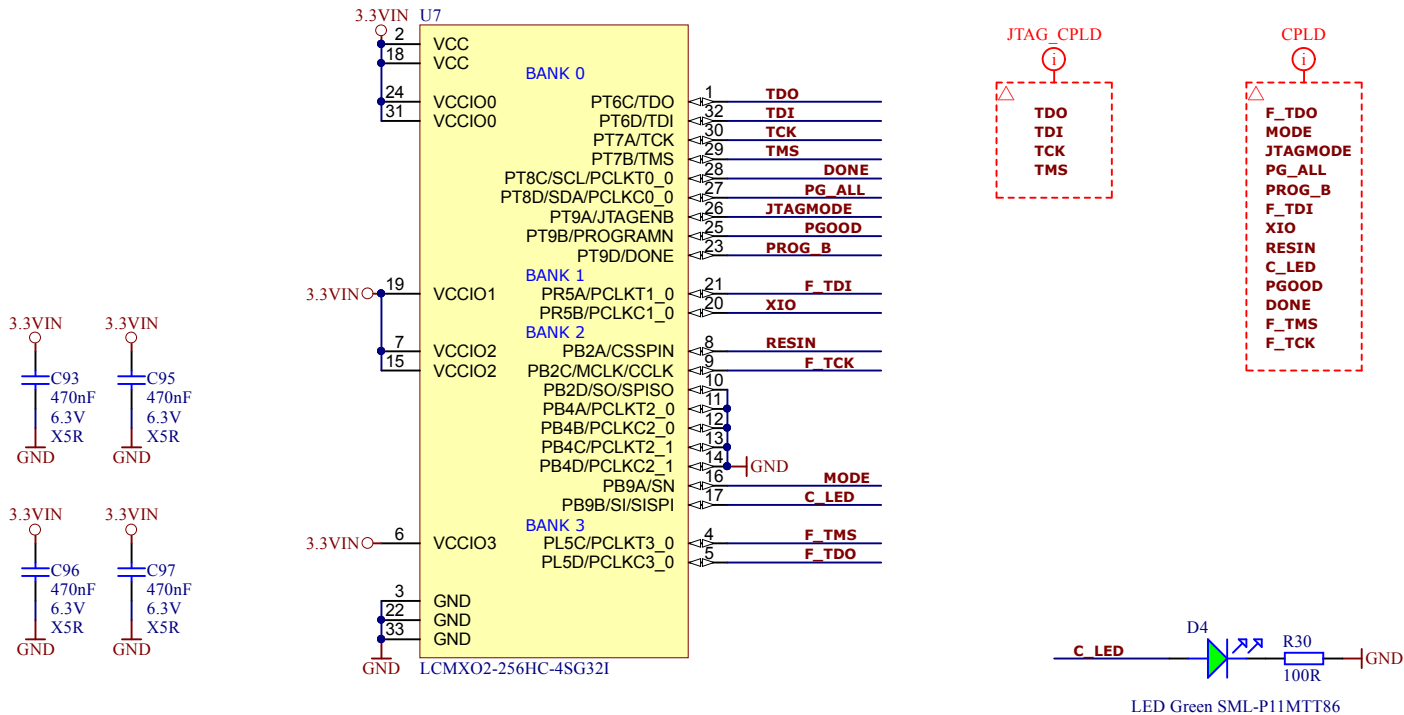 3.3VIN U7
2 VCC
18 VCC
BANK 0
24 VCCIO0
31 VCCIO0
PT6C/TDO 1 TDO
PT6D/TDI 32 TDI
PT7A/TCK 30 TCK
PT7B/TMS 29 TMS
PT8C/SCL/PCLKT0_0 28 DONE
PT8D/SDA/PCLKC0_0 27 PG_ALL
PT9A/JTAGENB 26 JTAGMODE
PT9B/PROGRAMN 25 PGOOD
PT9D/DONE 23 PROG_B
BANK 1
3.3VIN 19 VCCIO1
PR5A/PCLKT1_0 21 F_TDI
PR5B/PCLKC1_0 20 XIO
BANK 2
7 VCCIO2
15 VCCIO2
PB2A/CSSPIN 8 RESIN
PB2C/MCLK/CCLK 9 F_TCK
PB2D/SO/SPISO 10
PB4A/PCLKT2_0 11
PB4B/PCLKC2_0 12
PB4C/PCLKT2_1 13
PB4D/PCLKC2_1 14 GND
PB9A/SN 16 MODE
PB9B/SI/SISPI 17 C_LED
BANK 3
3.3VIN 6 VCCIO3
PL5C/PCLKT3_0 4 F_TMS
PL5D/PCLKC3_0 5 F_TDO
3 GND
22 GND
33 GND
GND
LCMXO2-256HC-4SG32I
JTAG_CPLD
i
TDO
TDI
TCK
TMS
CPLD
i
F_TDO
MODE
JTAGMODE
PG_ALL
PROG_B
F_TDI
XIO
RESIN
C_LED
PGOOD
DONE
F_TMS
F_TCK
3.3VIN
C93
470nF
6.3V
X5R
GND
3.3VIN
C95
470nF
6.3V
X5R
GND
3.3VIN
C96
470nF
6.3V
X5R
GND
3.3VIN
C97
470nF
6.3V
X5R
GND
C_LED
D4
R30
100R
GND
LED Green SML-P11MTT86